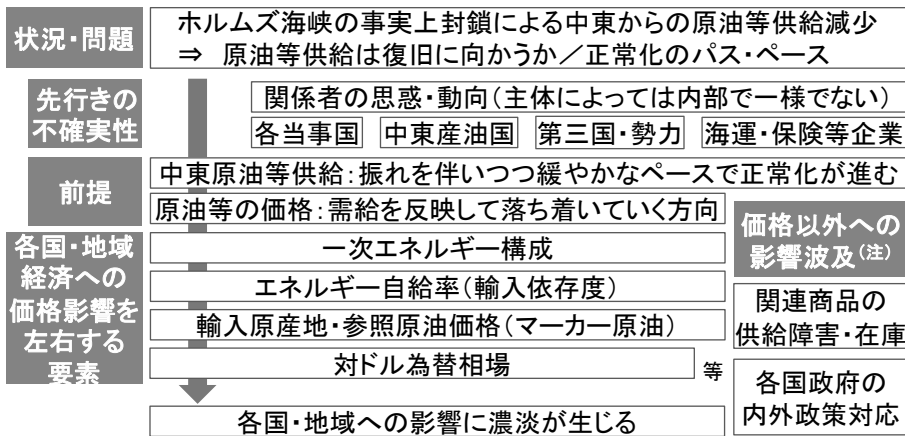 状況・問題
ホルムズ海峡の事実上封鎖による中東からの原油等供給減少
⇒ 原油等供給は復旧に向かうか／正常化のパス・ペース
先行きの
不確実性
関係者の思惑・動向（主体によっては内部で一様でない）
各当事国 中東産油国 第三国・勢力 海運・保険等企業
前提
中東原油等供給：振れを伴いつつ緩やかなペースで正常化が進む
原油等の価格：需給を反映して落ち着いていく方向
価格以外への
影響波及（注）
各国・地域
経済への
価格影響を
左右する
要素
一次エネルギー構成
エネルギー自給率（輸入依存度）
輸入原産地・参照原油価格（マーカー原油）
対ドル為替相場
等
関連商品の
供給障害・在庫
各国政府の
内外政策対応
各国・地域への影響に濃淡が生じる